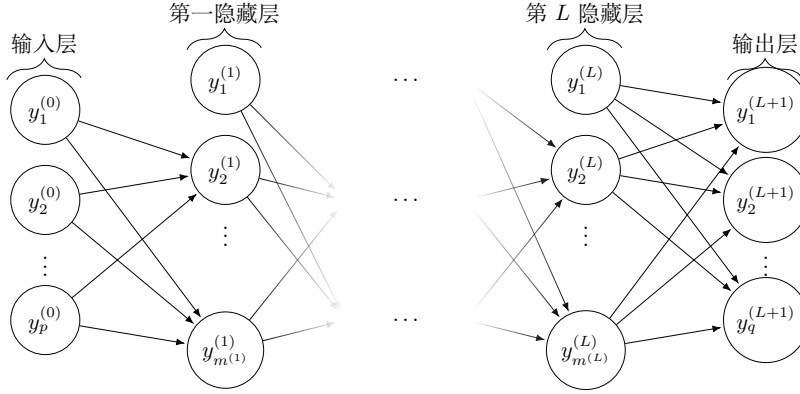 输入层
第一隐藏层
第 L 隐藏层
输出层
y_1^{(0)}
y_2^{(0)}
⋮
y_p^{(0)}
y_1^{(1)}
y_2^{(1)}
⋮
y_{m^{(1)}}^{(1)}
···
···
···
y_1^{(L)}
y_2^{(L)}
⋮
y_{m^{(L)}}^{(L)}
y_1^{(L+1)}
y_2^{(L+1)}
⋮
y_q^{(L+1)}